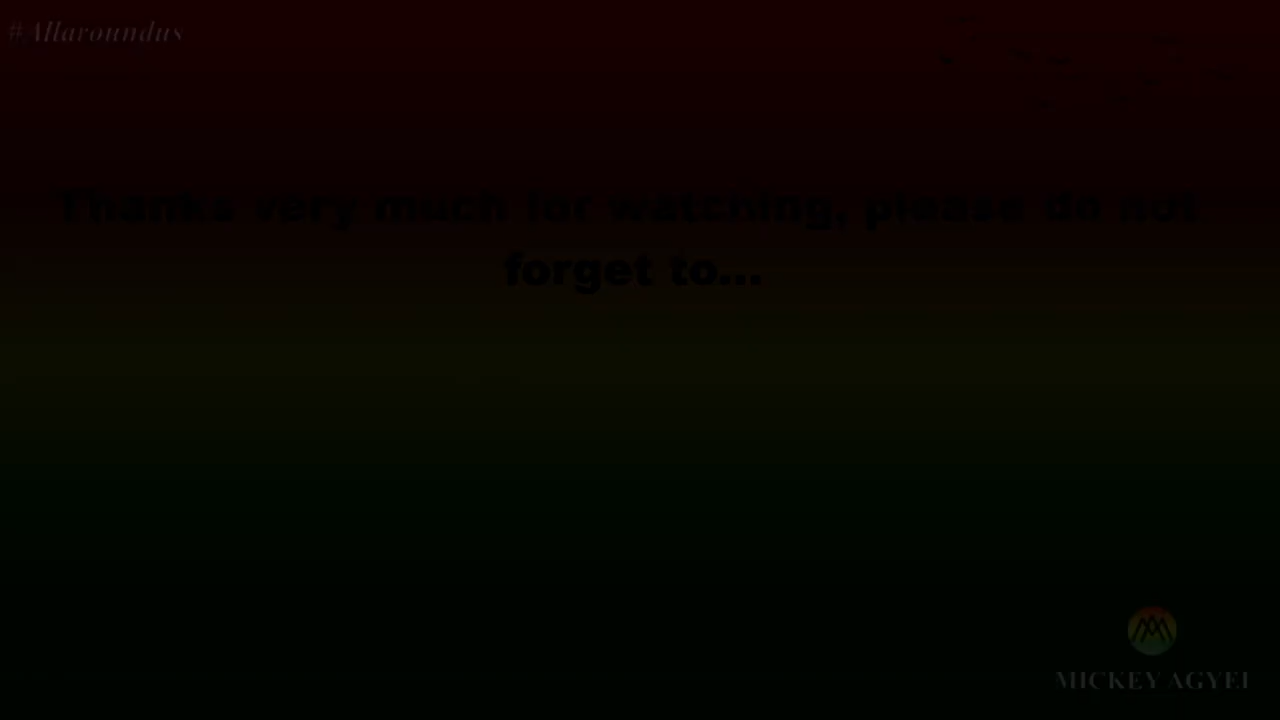 #Allaroundus
Thanks very much for watching, please do not
forget to...
MICKEY AGYEI